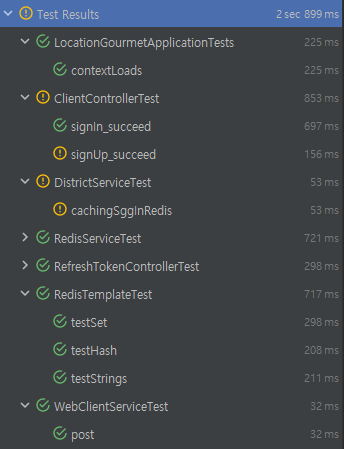 Test Results 2 sec 899 ms
LocationGourmetApplicationTests 225 ms
contextLoads 225 ms
ClientControllerTest 853 ms
signIn_succeed 697 ms
signUp_succeed 156 ms
DistrictServiceTest 53 ms
cachingSggInRedis 53 ms
RedisServiceTest 721 ms
RefreshTokenControllerTest 298 ms
RedisTemplateTest 717 ms
testSet 298 ms
testHash 208 ms
testStrings 211 ms
WebClientServiceTest 32 ms
post 32 ms